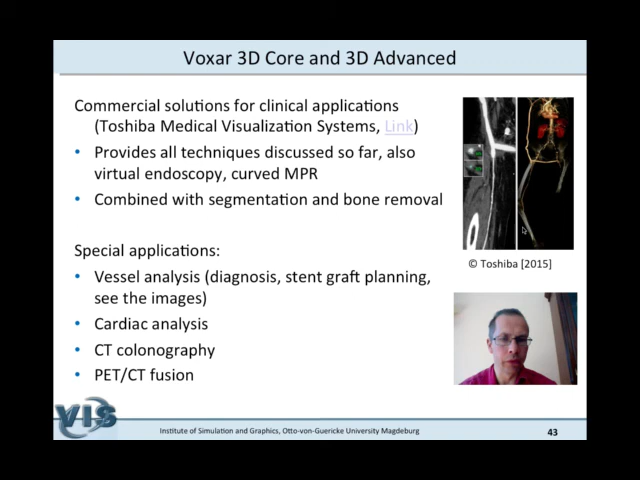 Voxar 3D Core and 3D Advanced
Commercial solutions for clinical applications
(Toshiba Medical Visualization Systems, Link)
• Provides all techniques discussed so far, also
virtual endoscopy, curved MPR
• Combined with segmentation and bone removal
© Toshiba [2015]
Special applications:
• Vessel analysis (diagnosis, stent graft planning,
see the images)
• Cardiac analysis
• CT colonography
• PET/CT fusion
VIS
Institute of Simulation and Graphics, Otto-von-Guericke University Magdeburg
43